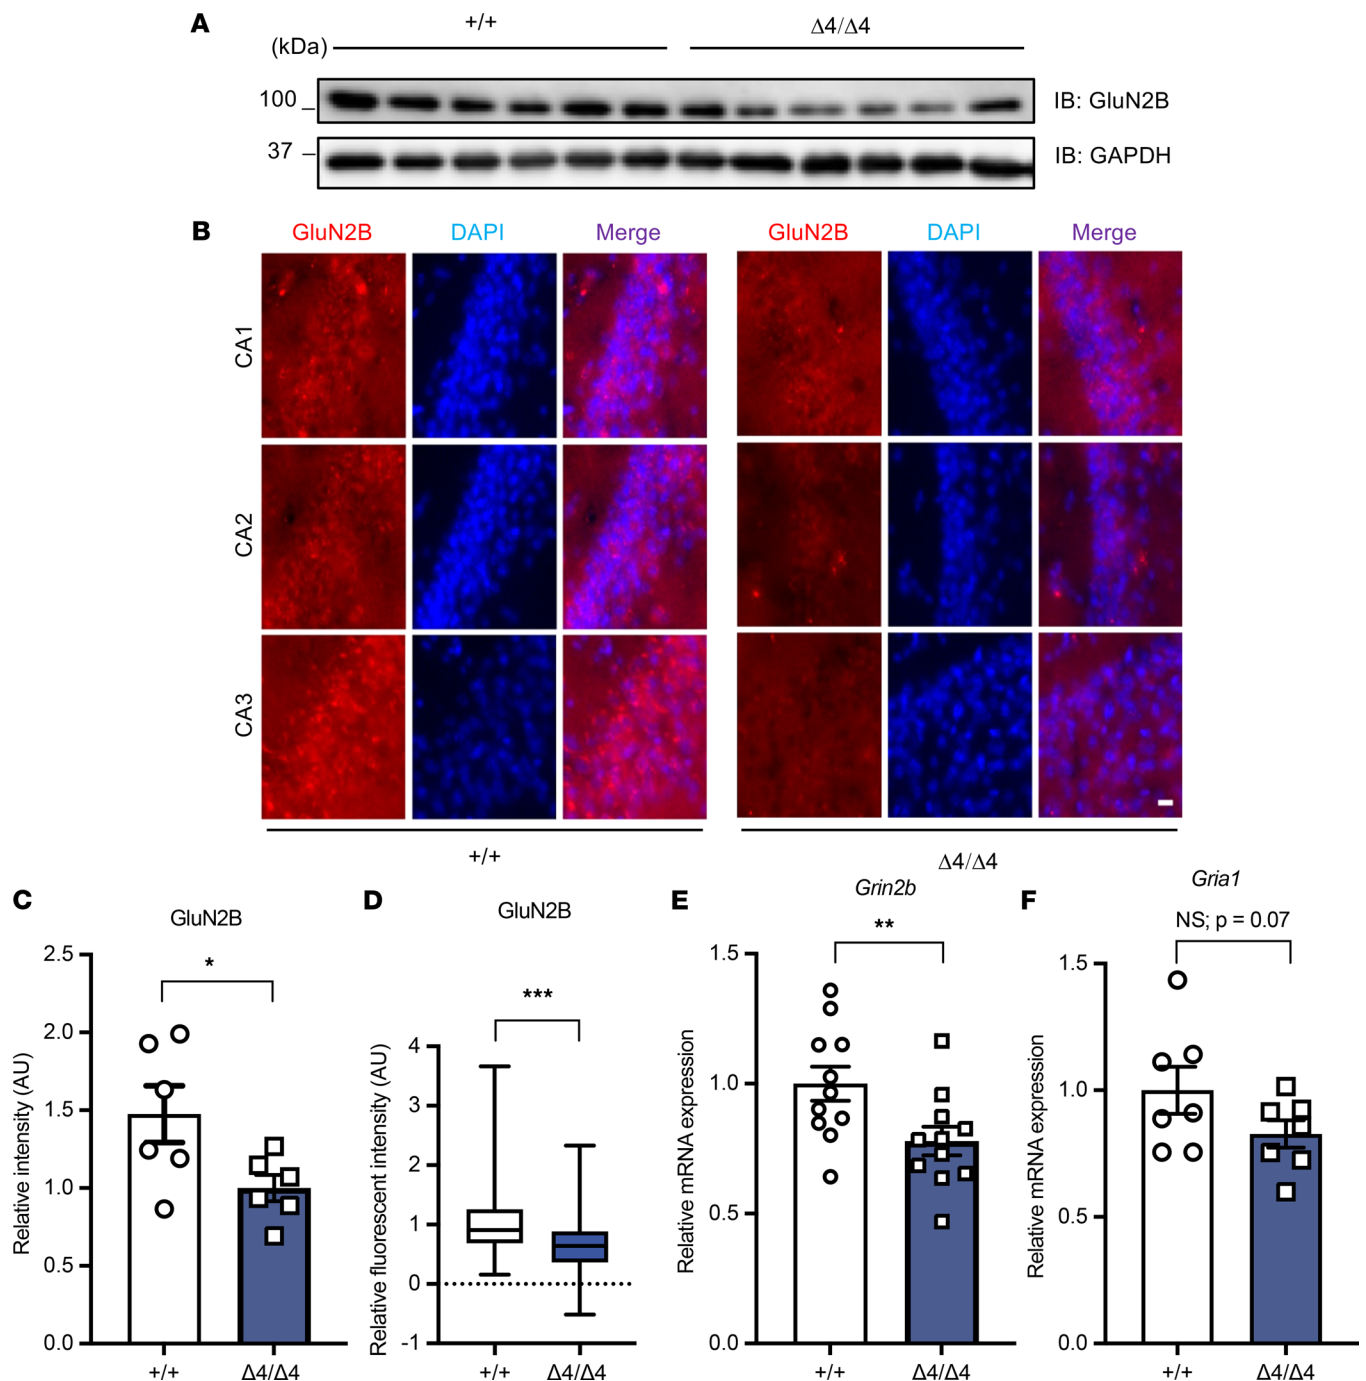 A
+/+
Δ4/Δ4
(kDa)
100
IB: GluN2B
37
IB: GAPDH
B
GluN2B DAPI Merge GluN2B DAPI Merge
CA1
CA2
CA3
+/+
Δ4/Δ4
C
GluN2B
*
Relative intensity (AU)
2.5
2.0
1.5
1.0
0.5
0.0
+/+ Δ4/Δ4
D
GluN2B
***
Relative fluorescent intensity (AU)
4
3
2
1
0
-1
+/+ Δ4/Δ4
E
Grin2b
**
Relative mRNA expression
1.5
1.0
0.5
0.0
+/+ Δ4/Δ4
F
Gria1
NS; p = 0.07
Relative mRNA expression
1.5
1.0
0.5
0.0
+/+ Δ4/Δ4